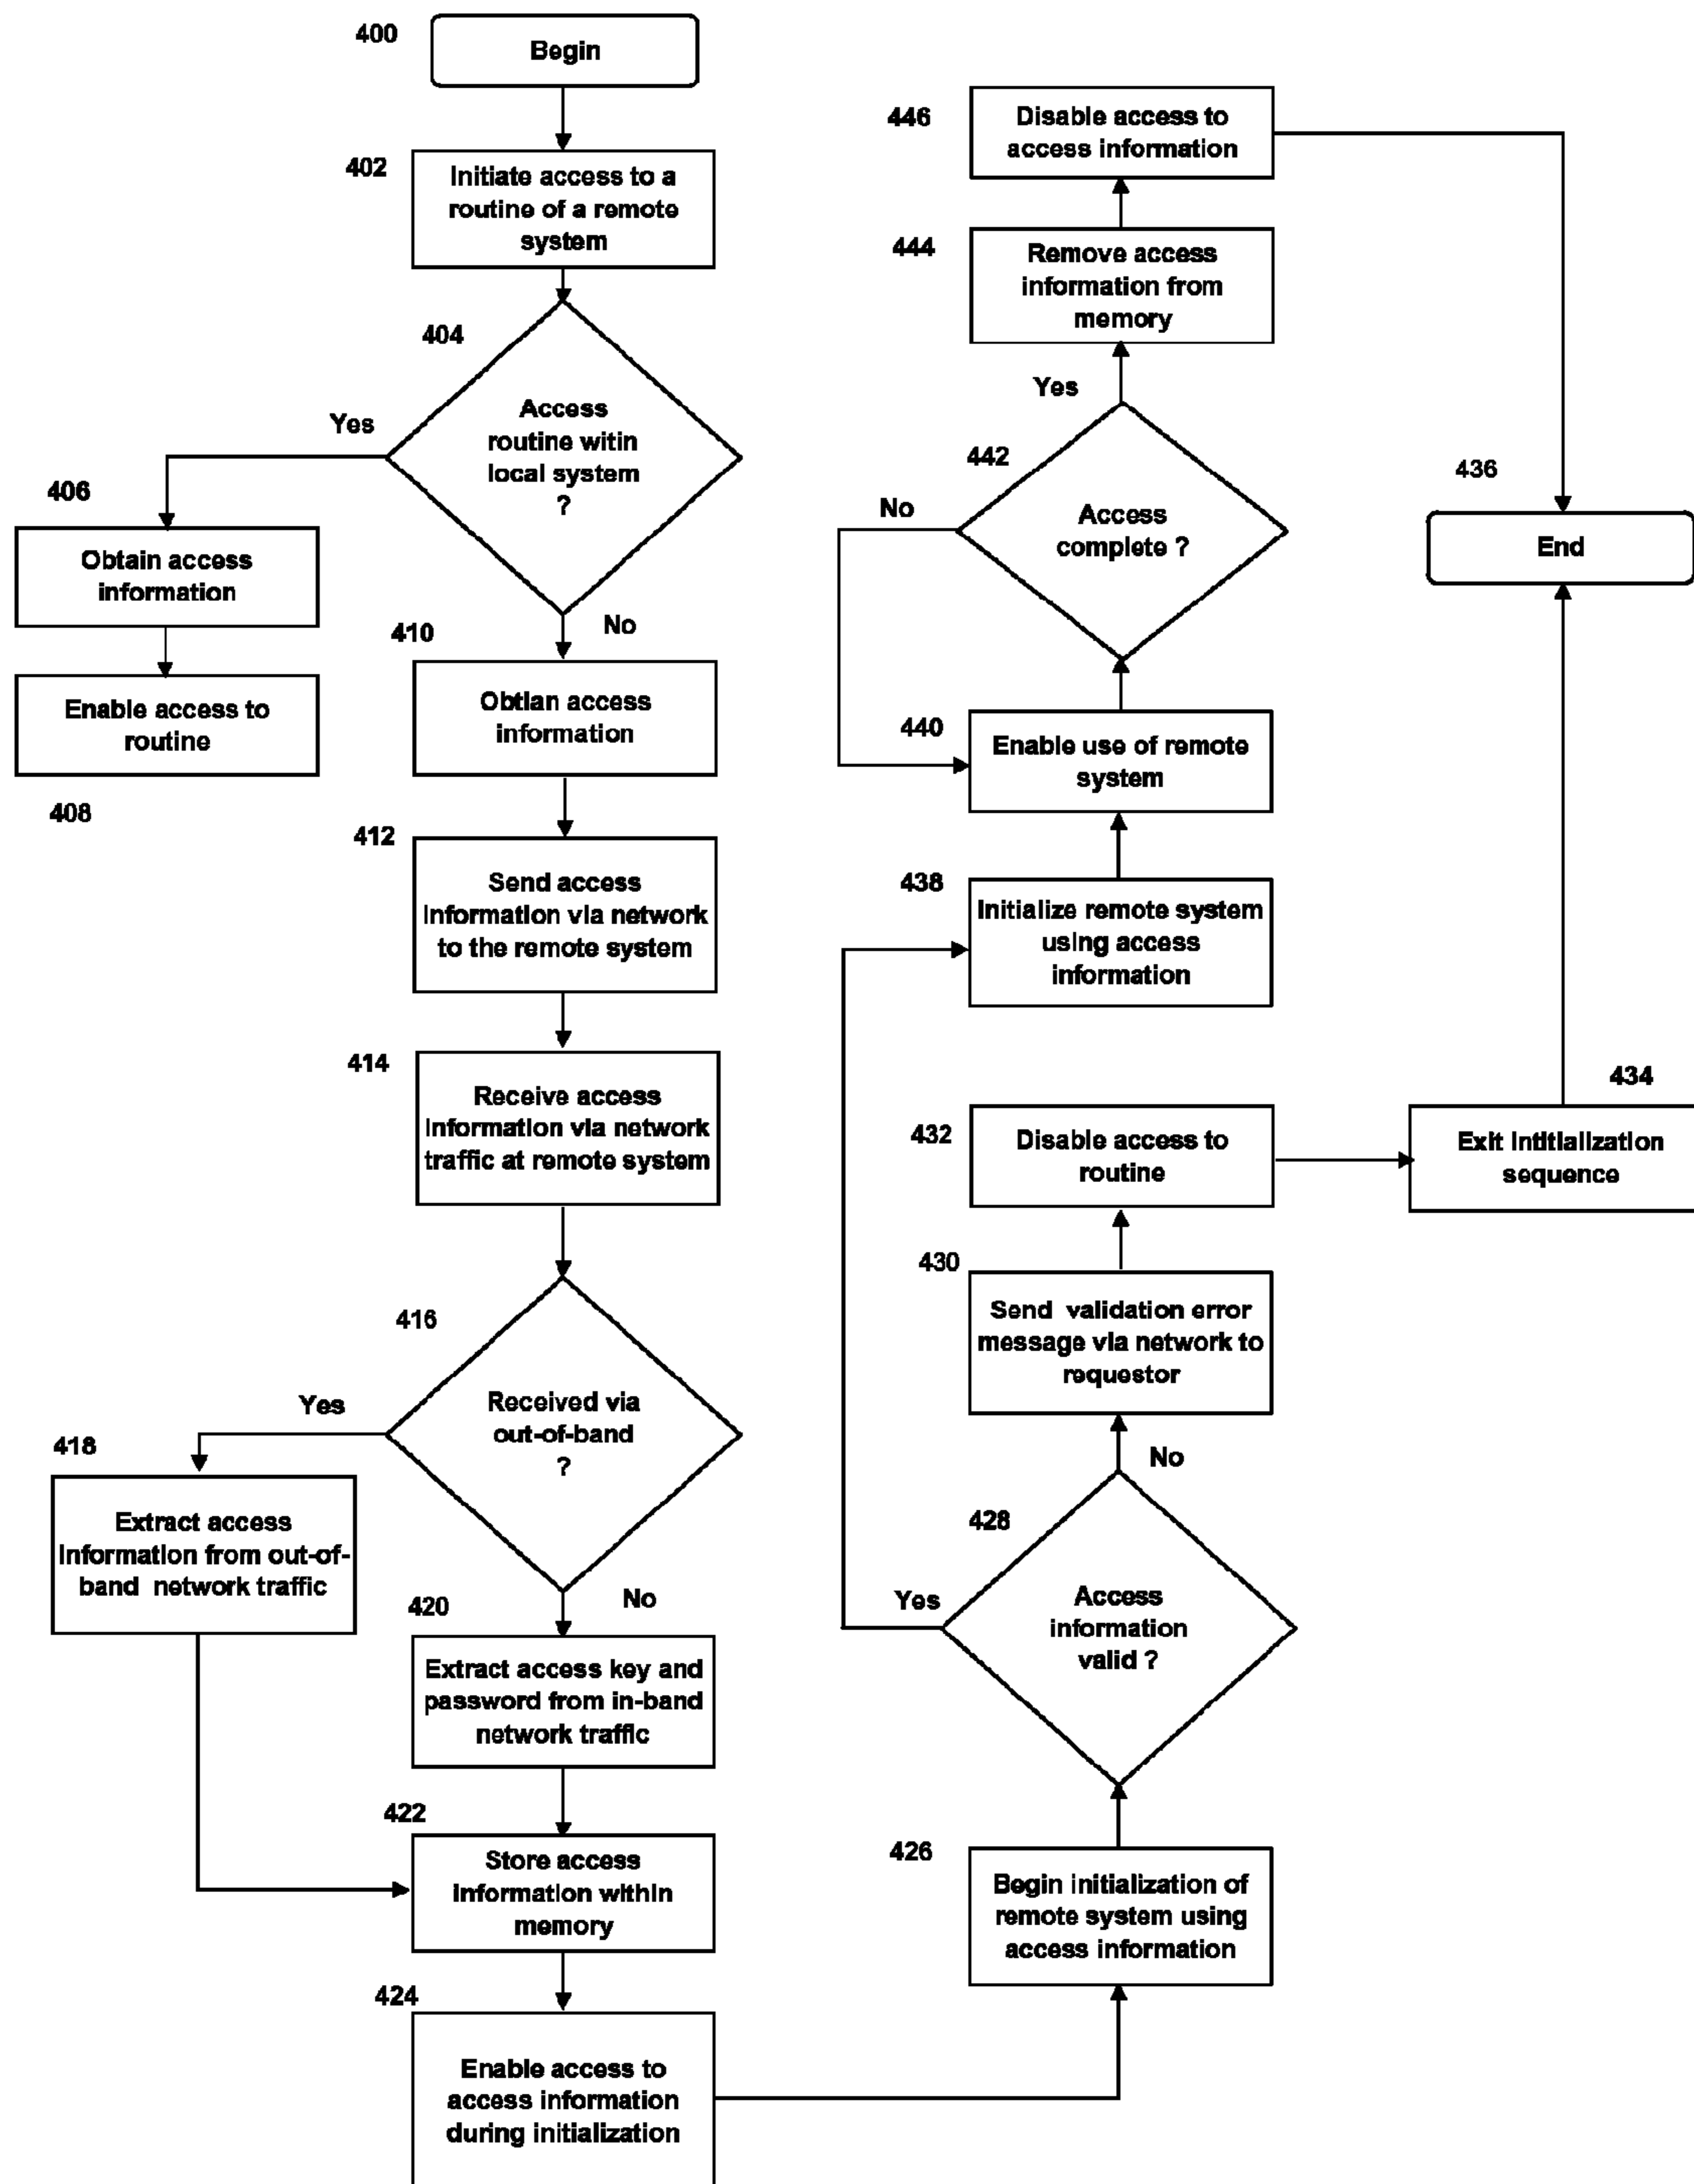 400
Begin
402
Initiate access to a
routine of a remote
system
404
Access
routine witin
local system
?
Yes
406
Obtain access
information
Enable access to
routine
408
No
410
Obtian access
information
412
Send access
information via network
to the remote system
414
Receive access
information via network
traffic at remote system
416
Received via
out-of-band
?
Yes
418
Extract access
information from out-of-
band network traffic
No
420
Extract access key and
password from in-band
network traffic
422
Store access
information within
memory
424
Enable access to
access information
during initialization
426
Begin initialization of
remote system using
access information
428
Access
information
valid ?
Yes
No
430
Send validation error
message via network to
requestor
432
Disable access to
routine
434
Exit intitialization
sequence
436
End
438
Initialize remote system
using access
information
440
Enable use of remote
system
442
Access
complete ?
No
Yes
444
Remove access
information from
memory
446
Disable access to
access information